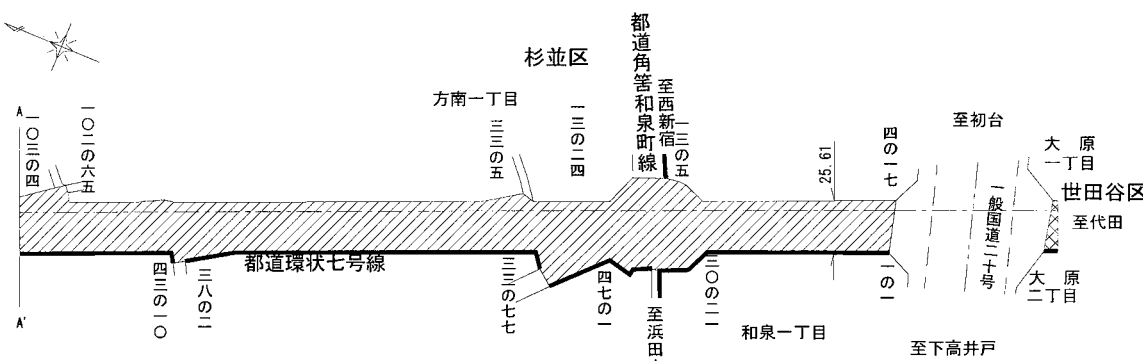 杉並区
都道角筈和泉町線
至西新宿
方南一丁目
A
一〇三の四
一〇二の六五
三三の五
一三の二四
一三の五
25.61
四の一七
至初台
大原
一丁目
世田谷区
至代田
一般国道二十号
都道環状七号線
A'
四三の一〇
三八の二
三三の七七
四七の一
至浜田
三〇の二一
和泉一丁目
一の一
大原
二丁目
至下高井戸